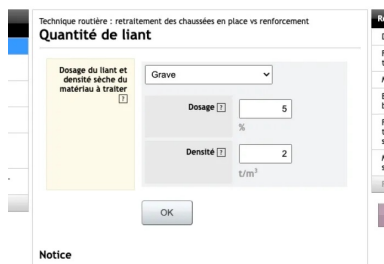 Technique routière : retraitement des chaussées en place vs renforcement
Quantité de liant
Dosage du liant et
densité sèche du
matériau à traiter
?
Grave
Dosage ?
5
%
Densité ?
2
t/m³
OK
Notice